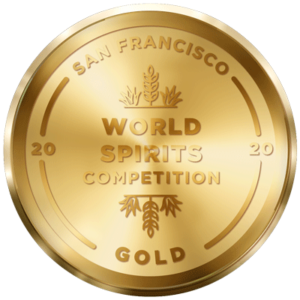 SAN FRANCISCO
WORLD
20 SPIRITS 20
COMPETITION
GOLD